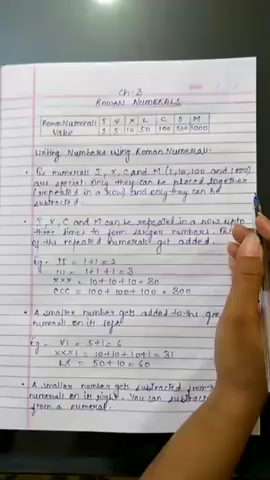 Ch-3
ROMAN NUMERALS
Roman Numerals I V X L C D M
Value 1 5 10 50 100 500 1000
Writing Numbers Using Roman Numerals.
• The numerals I, X, C and M (1, 10, 100 and 1000)
are special. Only they can be placed together
(repeated in a row) and only they can be
subtracted.
• I, X, C and M can be repeated in a row upto
three times to form larger numbers.
of the repeated numerals get added.
Eg - II = 1+1 = 2
III = 1+1+1 = 3
XXX = 10+10+10 = 30
CCC = 100+100+100 = 300
• A smaller number gets added to the
numeral on its left.
Eg - VI = 5+1 = 6
XXXI = 10+10+10+1 = 31
LX = 50+10 = 60
• A smaller number gets subtracted from
numerals on its right. You can subtract
from a numeral.